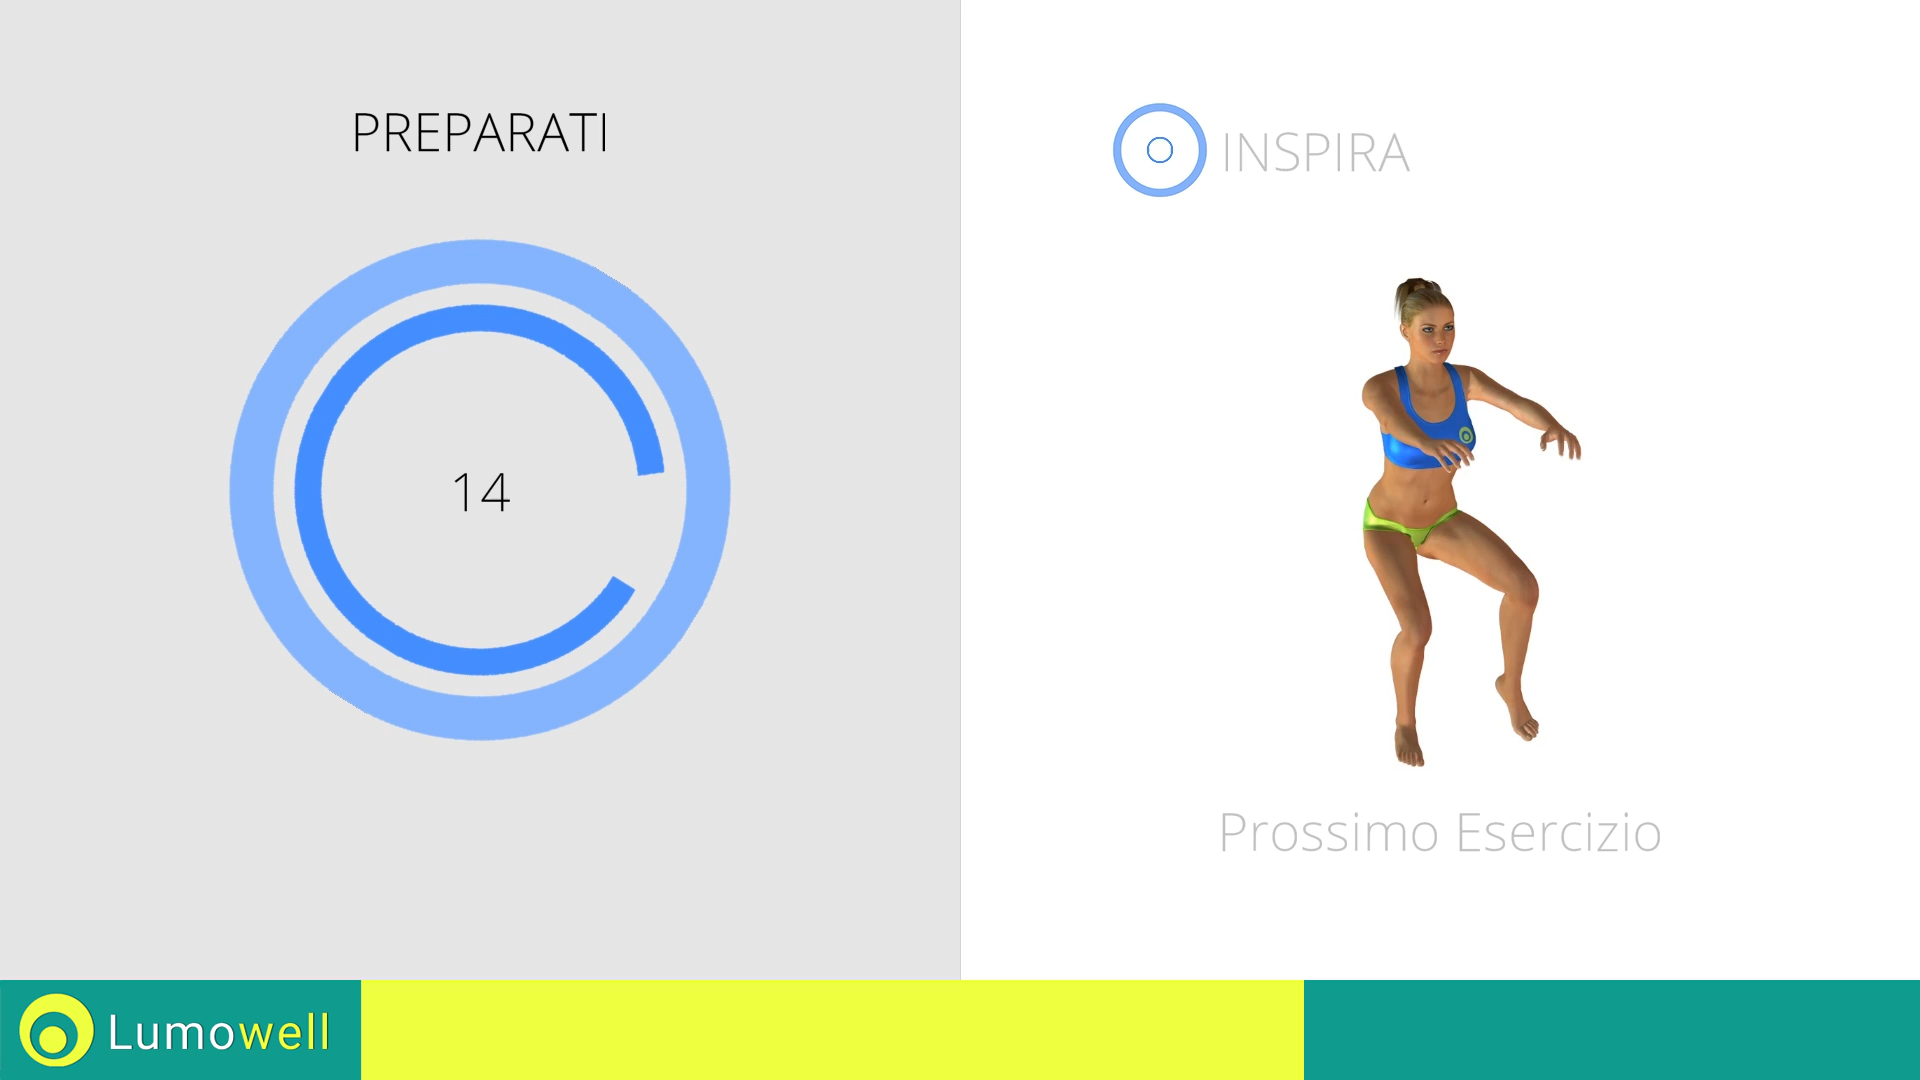 PREPARATI
14
INSPIRA
Prossimo Esercizio
Lumowell